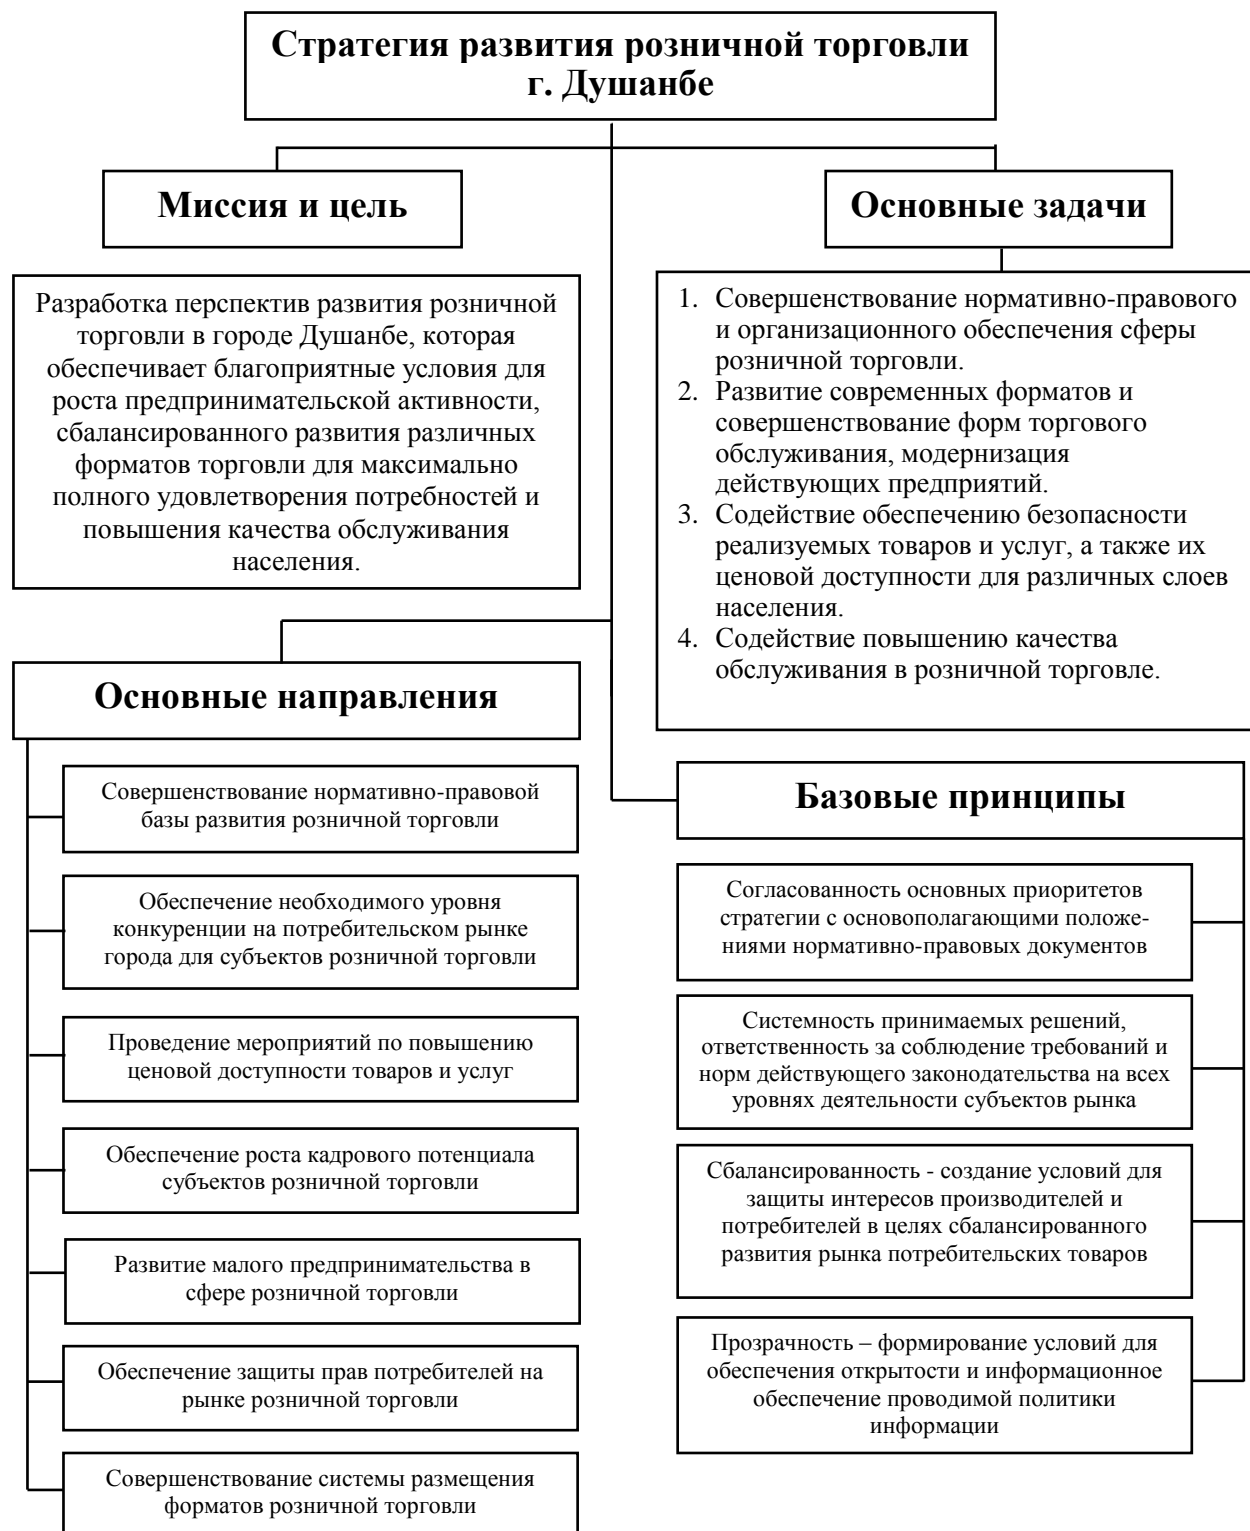 Стратегия развития розничной торговли
г. Душанбе
Миссия и цель
Основные задачи
Разработка перспектив развития розничной
торговли в городе Душанбе, которая
обеспечивает благоприятные условия для
роста предпринимательской активности,
сбалансированного развития различных
форматов торговли для максимально
полного удовлетворения потребностей и
повышения качества обслуживания
населения.
1. Совершенствование нормативно-правового
и организационного обеспечения сферы
розничной торговли.
2. Развитие современных форматов и
совершенствование форм торгового
обслуживания, модернизация
действующих предприятий.
3. Содействие обеспечению безопасности
реализуемых товаров и услуг, а также их
ценовой доступности для различных слоев
населения.
4. Содействие повышению качества
обслуживания в розничной торговле.
Основные направления
Совершенствование нормативно-правовой
базы развития розничной торговли
Обеспечение необходимого уровня
конкуренции на потребительском рынке
города для субъектов розничной торговли
Проведение мероприятий по повышению
ценовой доступности товаров и услуг
Обеспечение роста кадрового потенциала
субъектов розничной торговли
Развитие малого предпринимательства в
сфере розничной торговли
Обеспечение защиты прав потребителей на
рынке розничной торговли
Совершенствование системы размещения
форматов розничной торговли
Базовые принципы
Согласованность основных приоритетов
стратегии с основополагающими положе-
ниями нормативно-правовых документов
Системность принимаемых решений,
ответственность за соблюдение требований и
норм действующего законодательства на всех
уровнях деятельности субъектов рынка
Сбалансированность - создание условий для
защиты интересов производителей и
потребителей в целях сбалансированного
развития рынка потребительских товаров
Прозрачность – формирование условий для
обеспечения открытости и информационное
обеспечение проводимой политики
информации